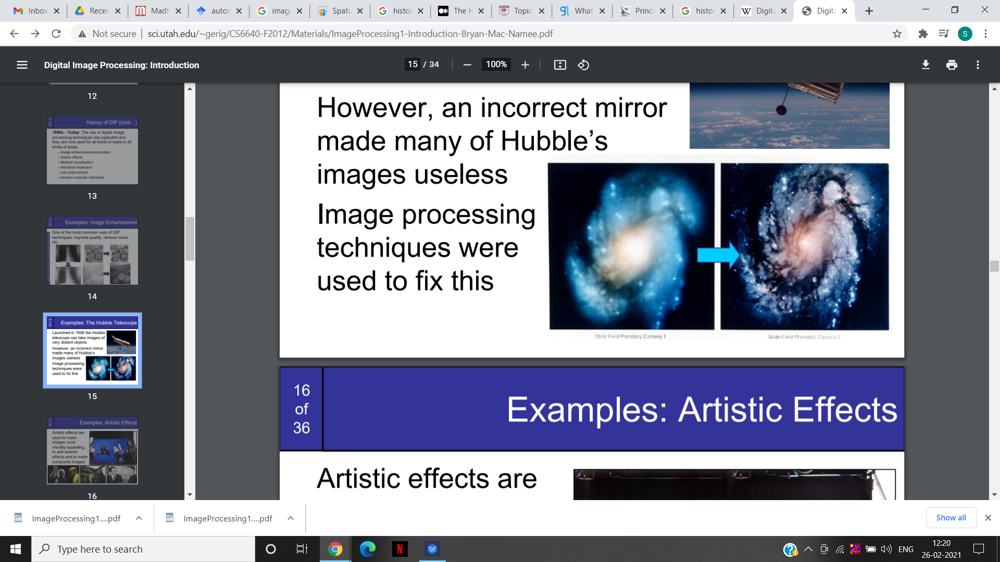 Inbox
Recer
Madh
autor
image
Spatia
histor
The H
Topic
What
Princi
histor
Digita
Digita
Not secure
sci.utah.edu/~gerig/CS6640-F2012/Materials/ImageProcessing1-Introduction-Bryan-Mac-Namee.pdf
S
Digital Image Processing: Introduction
15 / 34
100%
12
History of DIP (cont...)
1980s - Today: The use of digital image
processing techniques has exploded and
they are now used for all kinds of tasks in all
kinds of areas
– Image enhancement/restoration
– Artistic effects
– Medical visualisation
– Industrial inspection
– Law enforcement
– Human computer interfaces
13
Examples: Image Enhancement
One of the most common uses of DIP
techniques: improve quality, remove noise
etc
14
Examples: The Hubble Telescope
Launched in 1990 the Hubble
telescope can take images of
very distant objects
However, an incorrect mirror
made many of Hubble's
images useless
Image processing
techniques were
used to fix this
15
Examples: Artistic Effects
Artistic effects are
used to make
images more
visually appealing,
to add special
effects and to make
composite images
16
However, an incorrect mirror
made many of Hubble's
images useless
Image processing
techniques were
used to fix this
Wide Field Planetary Camera 1
Wide Field Planetary Camera 2
16
of
36
Examples: Artistic Effects
Artistic effects are
ImageProcessing1....pdf
ImageProcessing1....pdf
Show all
Type here to search
ENG
12:20
26-02-2021